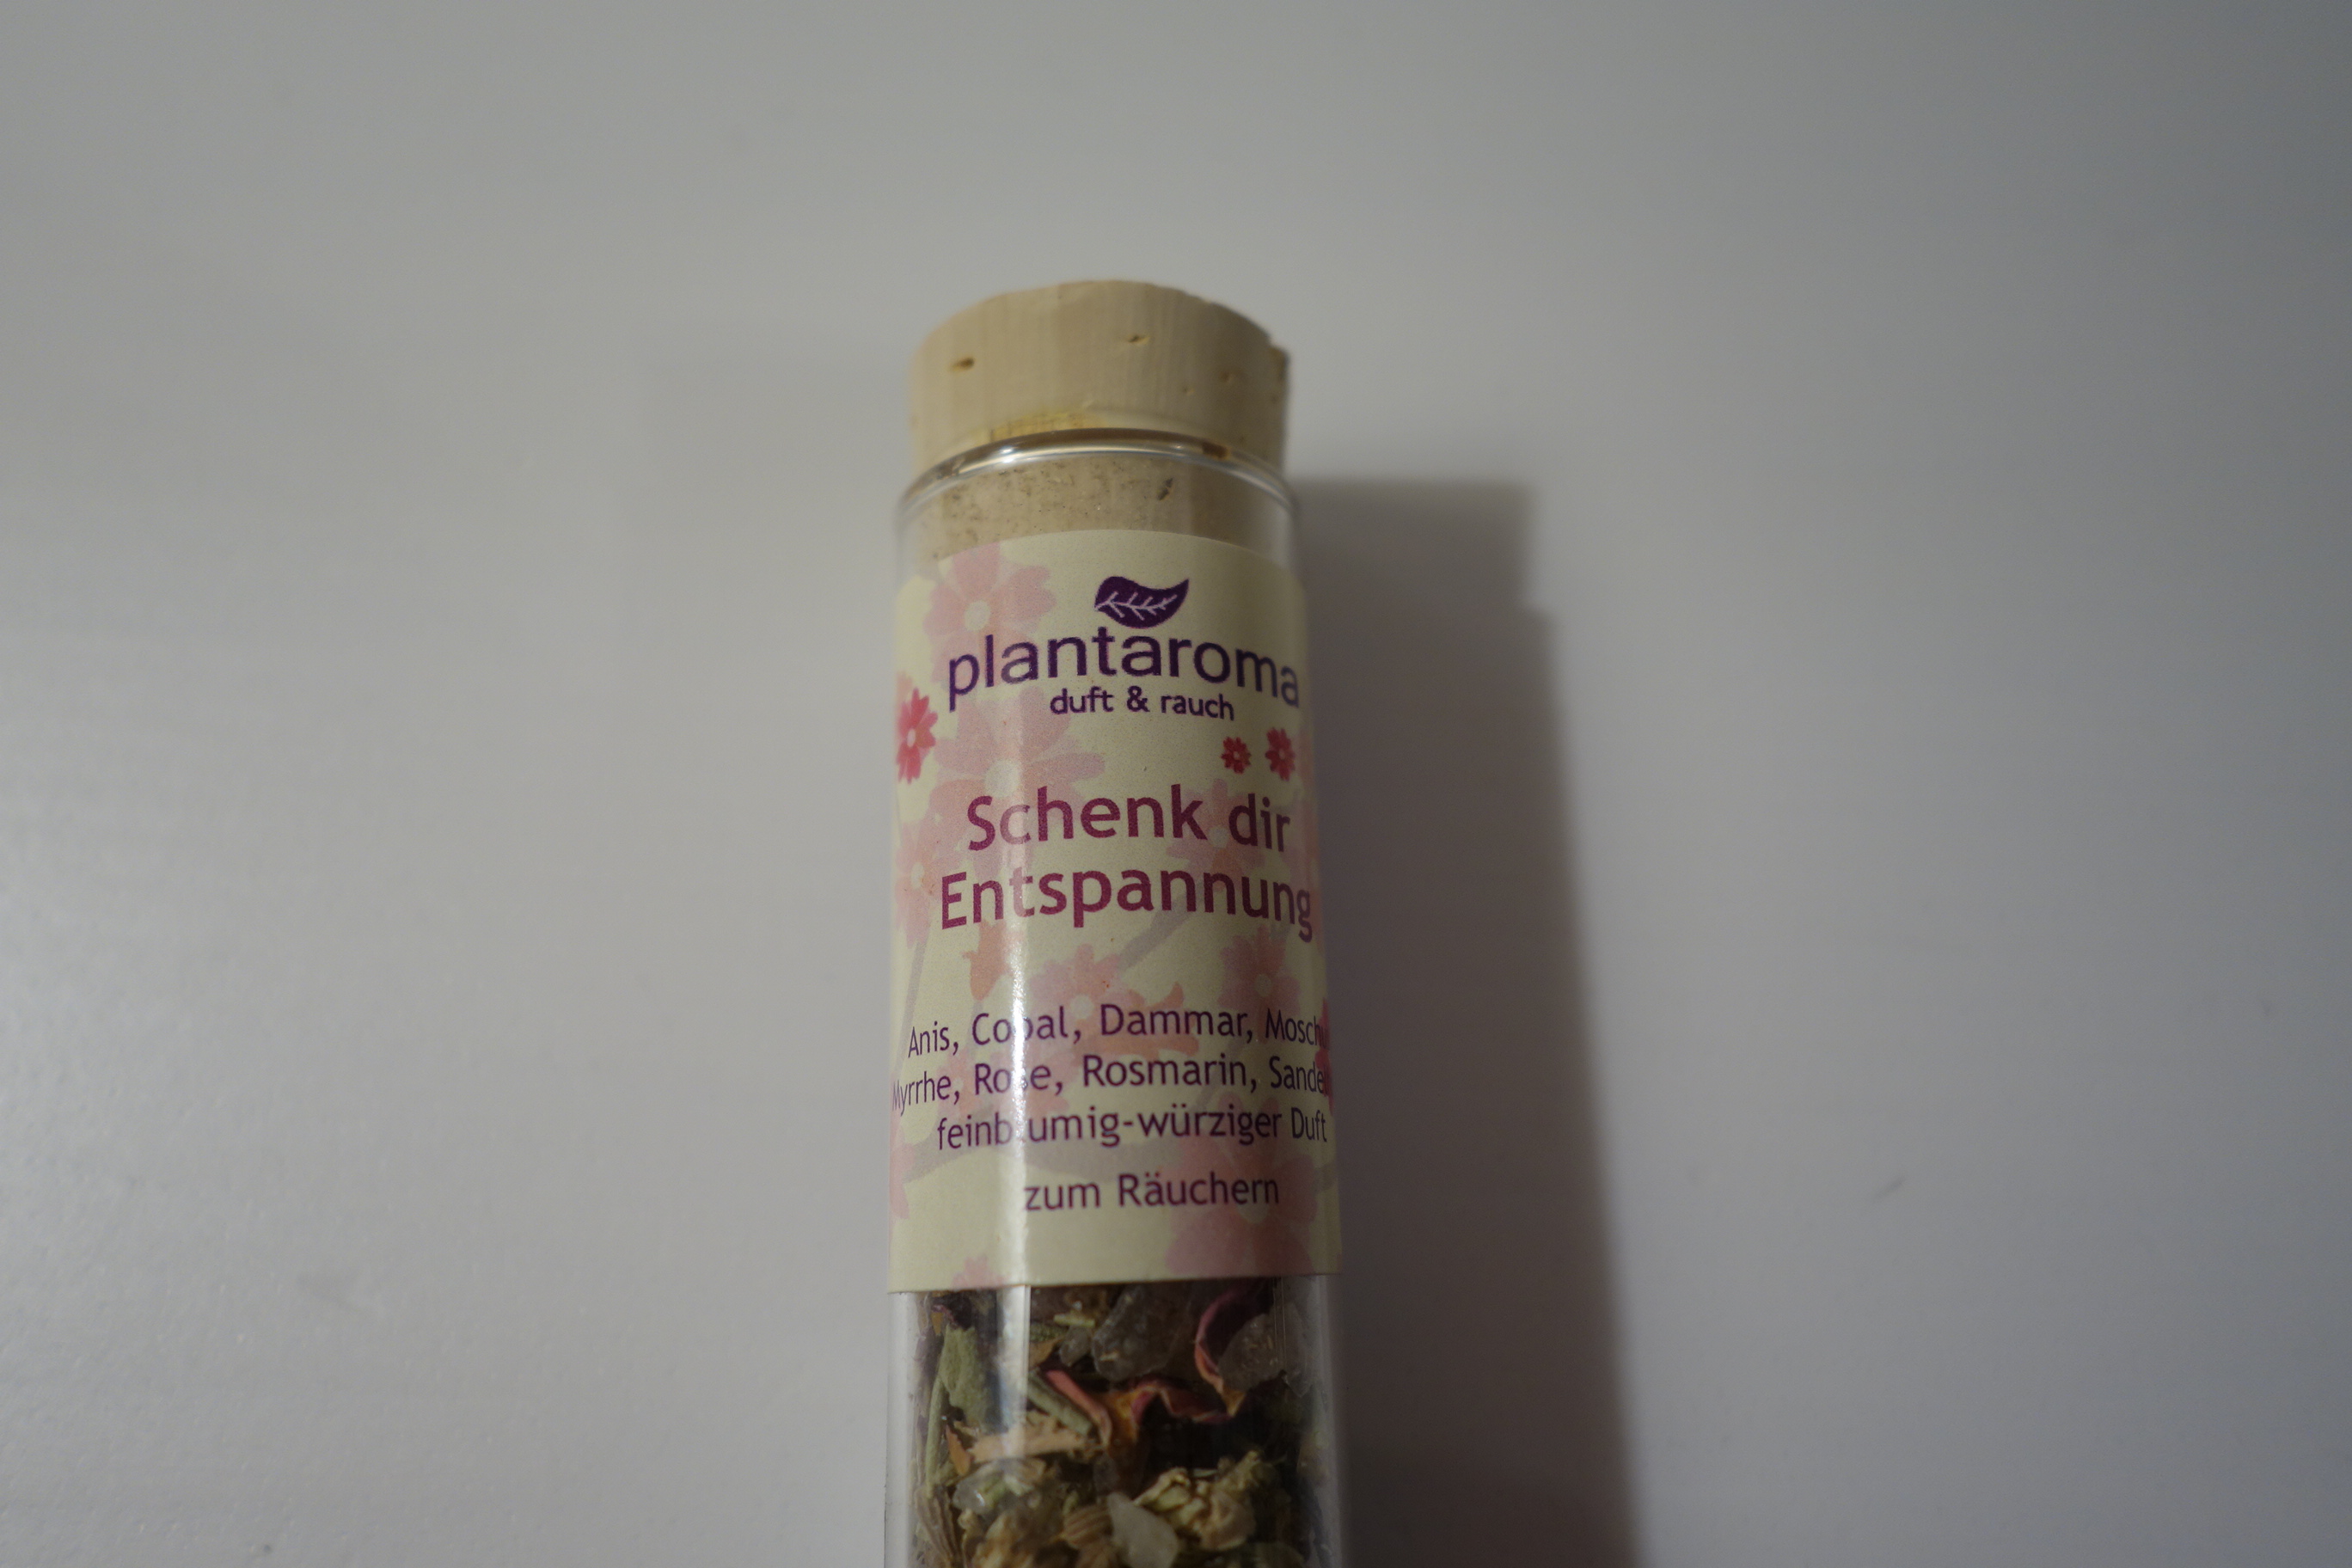 plantaroma
duft & rauch
Schenk dir
Entspannung
Anis, Copal, Dammar,
Myrrhe, Rose, Rosmarin,
feinblumig-würziger Duft
zum Räuchern